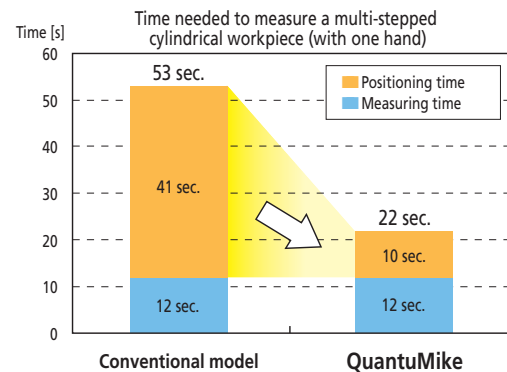 Time needed to measure a multi-stepped
cylindrical workpiece (with one hand)
Time [s]
60
50
40
30
20
10
0
53 sec.
41 sec.
12 sec.
22 sec.
10 sec.
12 sec.
Positioning time
Measuring time
Conventional model
QuantuMike